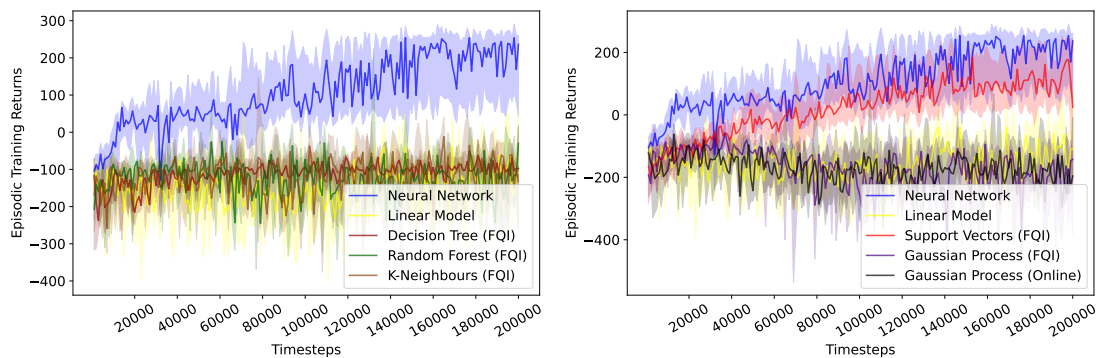 Episodic Training Returns
300
200
100
0
−100
−200
−300
−400
20000
40000
60000
80000
100000
120000
140000
160000
180000
200000
Timesteps
Neural Network
Linear Model
Decision Tree (FQI)
Random Forest (FQI)
K-Neighbours (FQI)
Episodic Training Returns
200
0
−200
−400
20000
40000
60000
80000
100000
120000
140000
160000
180000
200000
Timesteps
Neural Network
Linear Model
Support Vectors (FQI)
Gaussian Process (FQI)
Gaussian Process (Online)